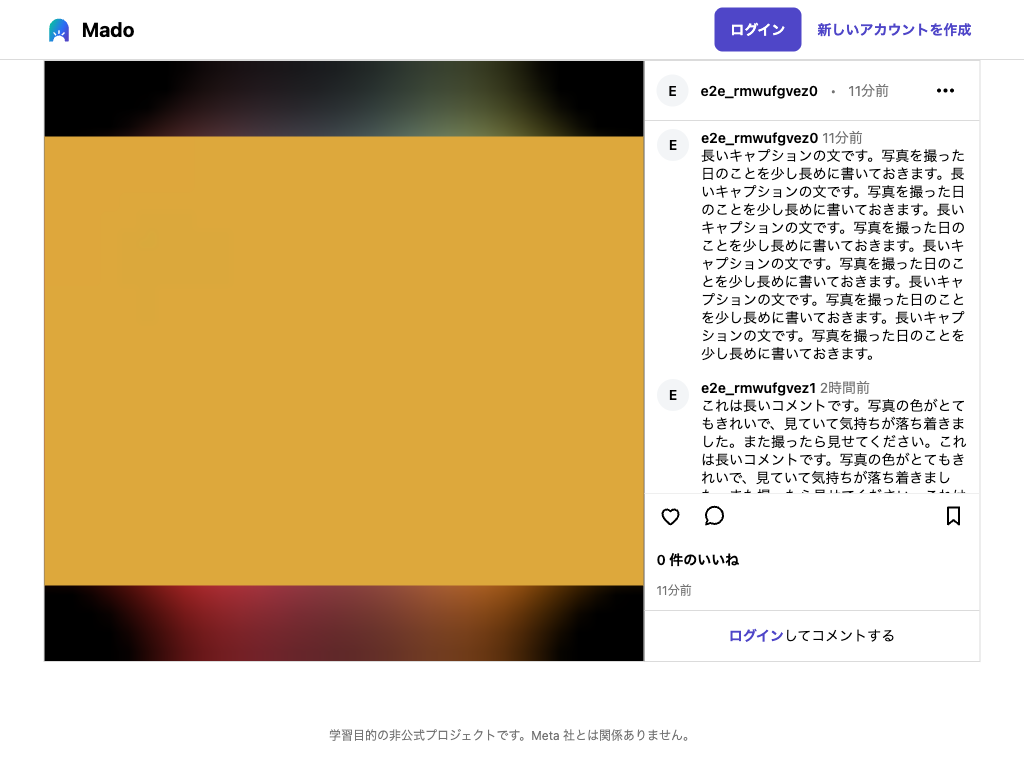 Mado
ログイン
新しいアカウントを作成
E
e2e_rmwufgvez0 • 11分前
E
e2e_rmwufgvez0 11分前
長いキャプションの文です。写真を撮った
日のことを少し長めに書いておきます。長
いキャプションの文です。写真を撮った日
のことを少し長めに書いておきます。長い
キャプションの文です。写真を撮った日の
ことを少し長めに書いておきます。長いキ
ャプションの文です。写真を撮った日のこ
とを少し長めに書いておきます。長いキャ
プションの文です。写真を撮った日のこと
を少し長めに書いておきます。長いキャプ
ションの文です。写真を撮った日のことを
少し長めに書いておきます。
E
e2e_rmwufgvez1 2時間前
これは長いコメントです。写真の色がとて
もきれいで、見ていて気持ちが落ち着きま
した。また撮ったら見せてください。これ
は長いコメントです。写真の色がとてもき
れいで、見ていて気持ちが落ち着きまし
0 件のいいね
11分前
ログインしてコメントする
学習目的の非公式プロジェクトです。Meta 社とは関係ありません。